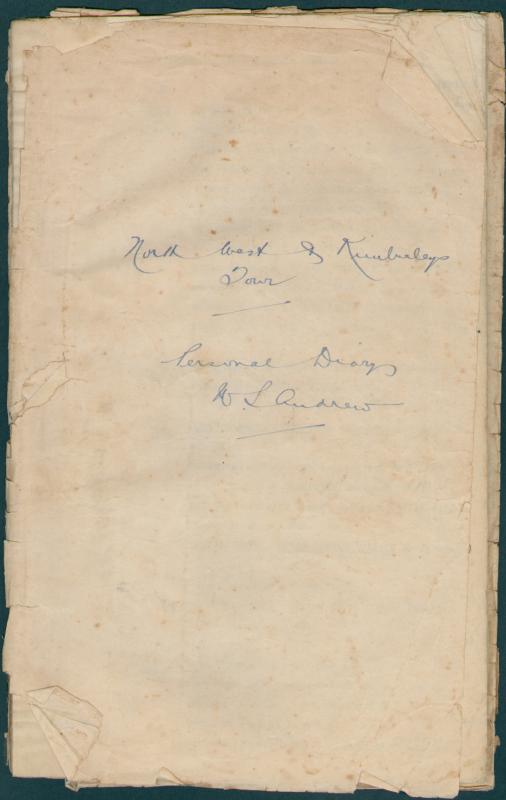 North West & Kimberleys
Tour
Personal Diary
W. L Andrew